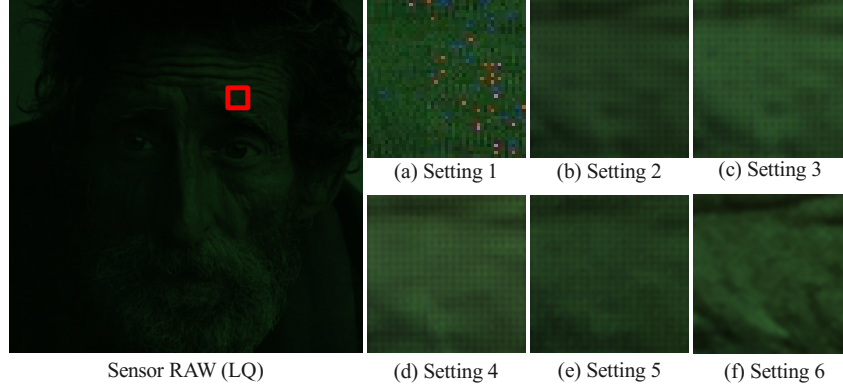 (a) Setting 1
(b) Setting 2
(c) Setting 3
Sensor RAW (LQ)
(d) Setting 4
(e) Setting 5
(f) Setting 6